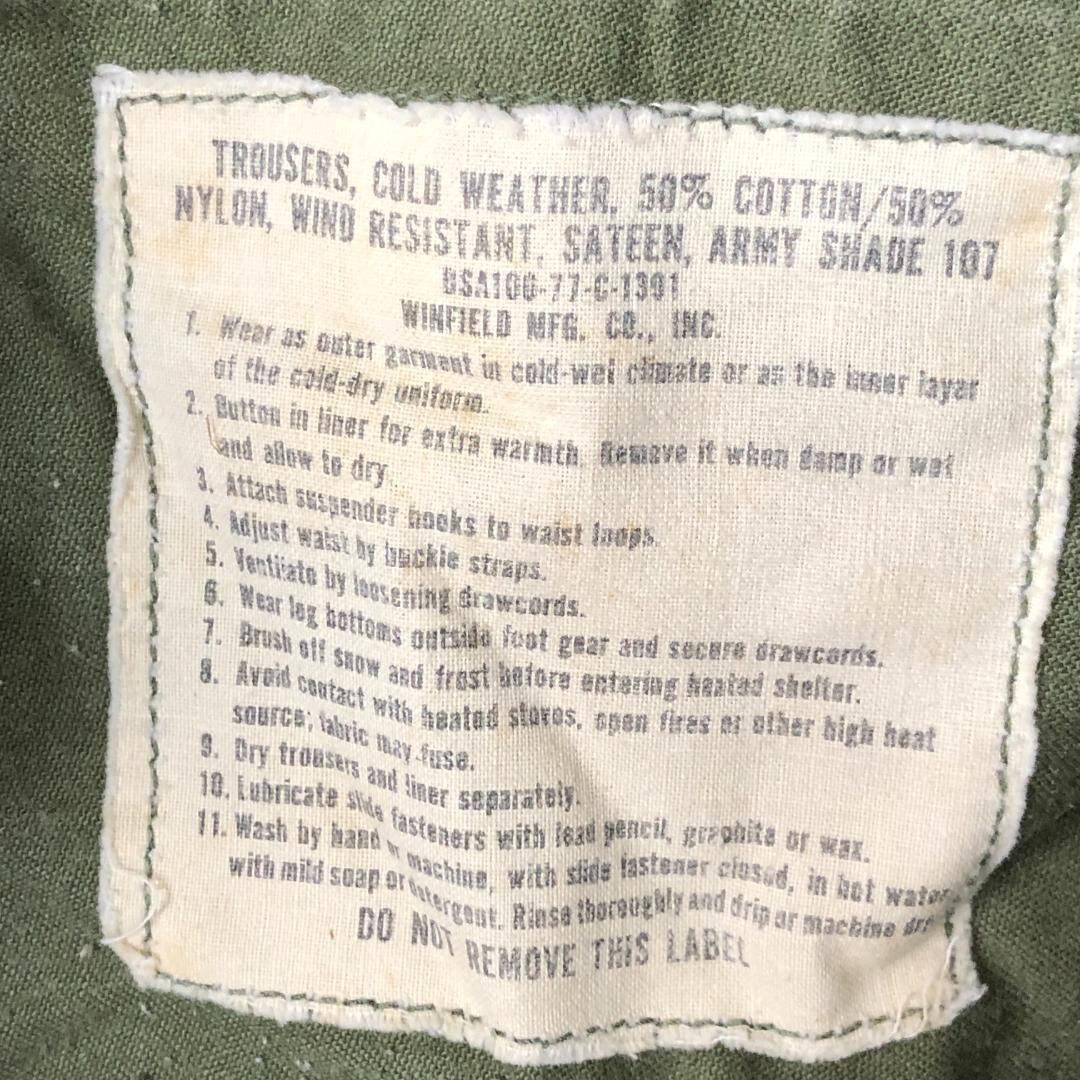 TROUSERS, COLD WEATHER, 50% COTTON/50%
NYLON, WIND RESISTANT, SATEEN, ARMY SHADE 107
DSA100-77-C-1391
WINFIELD MFG. CO., INC.
1. Wear as outer garment in cold-wet climate or as the inner layer
of the cold-dry uniform.
2. Button in liner for extra warmth. Remove it when damp or wet
and allow to dry.
3. Attach suspender hooks to waist loops.
4. Adjust waist by buckle straps.
5. Ventilate by loosening drawcords.
6. Wear leg bottoms outside foot gear and secure drawcords.
7. Brush off snow and frost before entering heated shelter.
8. Avoid contact with heated stoves, open fires or other high heat
source; fabric may fuse.
9. Dry trousers and liner separately.
10. Lubricate slide fasteners with lead pencil, graphite or wax.
11. Wash by hand or machine, with slide fastener closed, in hot water
with mild soap or detergent. Rinse thoroughly and drip or machine dry
DO NOT REMOVE THIS LABEL